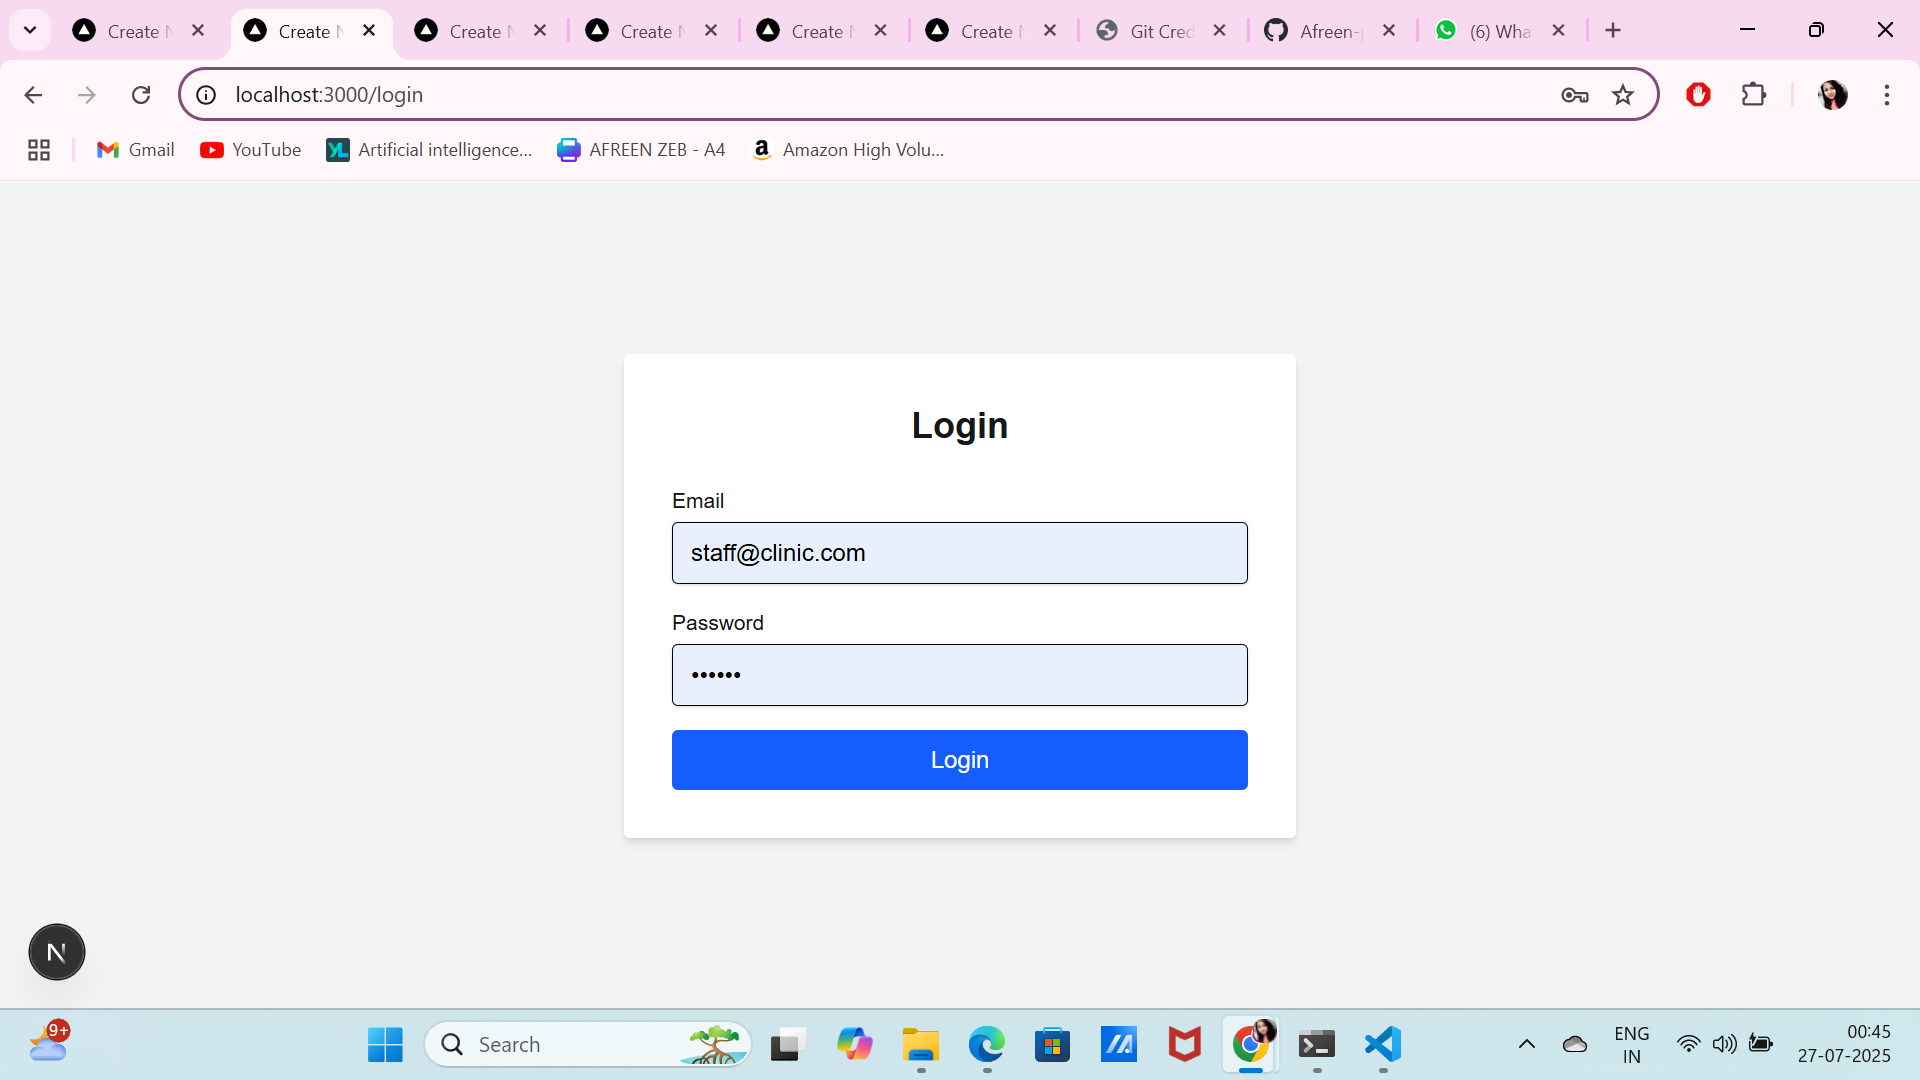 Create N
Create N
Create N
Create N
Create N
Create N
Git Cred
Afreen-
(6) Wha
localhost:3000/login
Gmail
YouTube
Artificial intelligence...
AFREEN ZEB - A4
Amazon High Volu...
Login
Email
staff@clinic.com
Password
Login
N
9+
Search
ENG
IN
00:45
27-07-2025